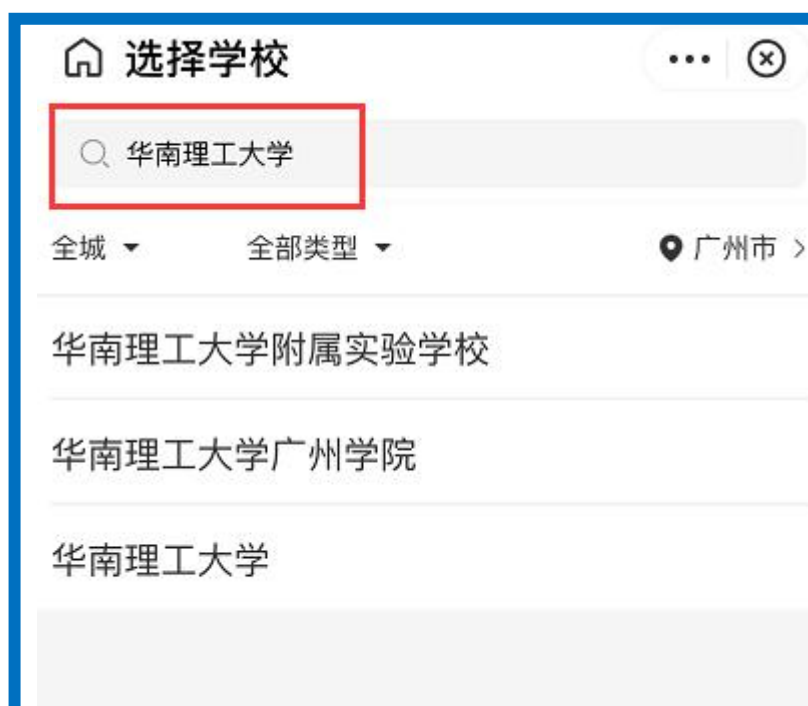 选择学校
华南理工大学
全城 全部类型 广州市
华南理工大学附属实验学校
华南理工大学广州学院
华南理工大学